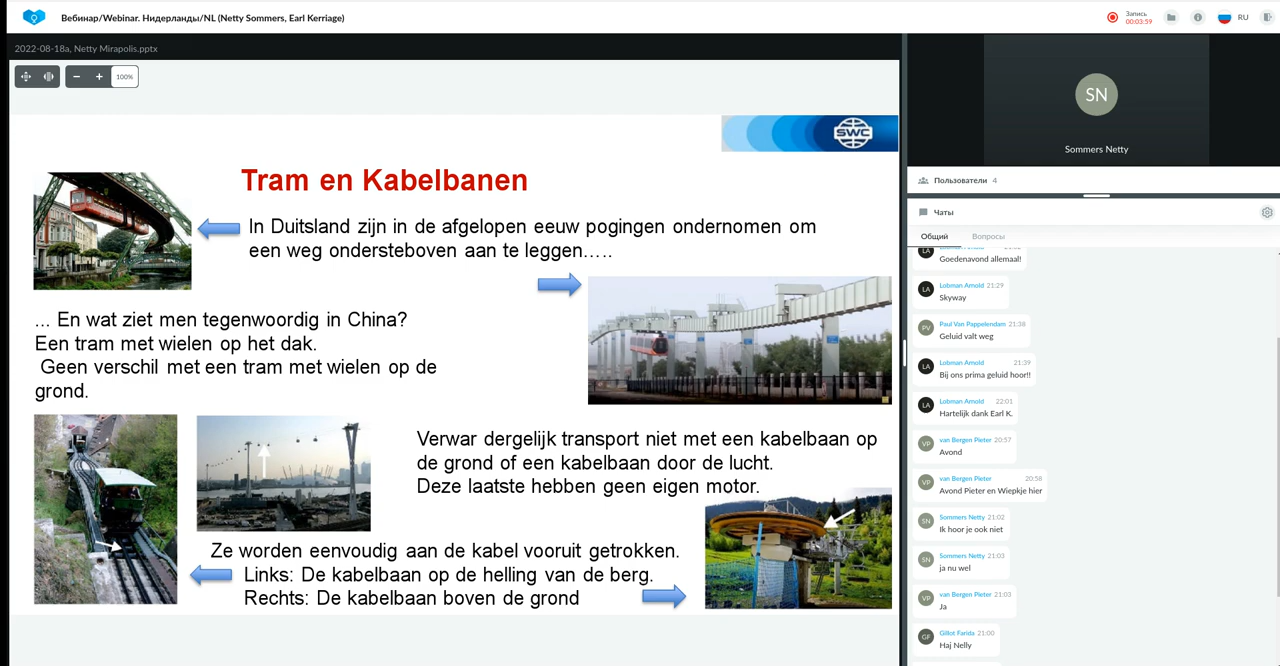 Вебинар/Webinar. Нидерланды/NL (Netty Sommers, Earl Kerriage)
Запись
00:03:59
RU
2022-08-18a, Netty Mirapolis.pptx
100%
SWC
Tram en Kabelbanen
In Duitsland zijn in de afgelopen eeuw pogingen ondernomen om
een weg ondersteboven aan te leggen…..
... En wat ziet men tegenwoordig in China?
Een tram met wielen op het dak.
Geen verschil met een tram met wielen op de
grond.
Verwar dergelijk transport niet met een kabelbaan op
de grond of een kabelbaan door de lucht.
Deze laatste hebben geen eigen motor.
Ze worden eenvoudig aan de kabel vooruit getrokken.
Links: De kabelbaan op de helling van de berg.
Rechts: De kabelbaan boven de grond
SN
Sommers Netty
Пользователи 4
Чаты
Общий Вопросы
LA
Goedenavond allemaal!
LA Lobman Arnold 21:29
Skyway
PV Paul Van Pappelendam 21:38
Geluid valt weg
LA Lobman Arnold 21:39
Bij ons prima geluid hoor!!
LA Lobman Arnold 22:01
Hartelijk dank Earl K.
VP van Bergen Pieter 20:57
Avond
VP van Bergen Pieter 20:58
Avond Pieter en Wiepkje hier
SN Sommers Netty 21:02
Ik hoor je ook niet
SN Sommers Netty 21:03
ja nu wel
VP van Bergen Pieter 21:03
Ja
GF Gillot Farida 21:00
Haj Nelly